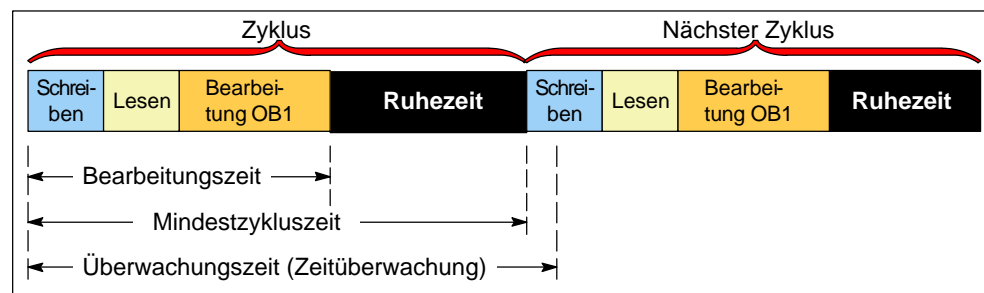 Zyklus Nächster Zyklus
Schrei-
ben
Lesen
Bearbei-
tung OB1
Ruhezeit
Schrei-
ben
Lesen
Bearbei-
tung OB1
Ruhezeit
Bearbeitungszeit
Mindestzykluszeit
Überwachungszeit (Zeitüberwachung)